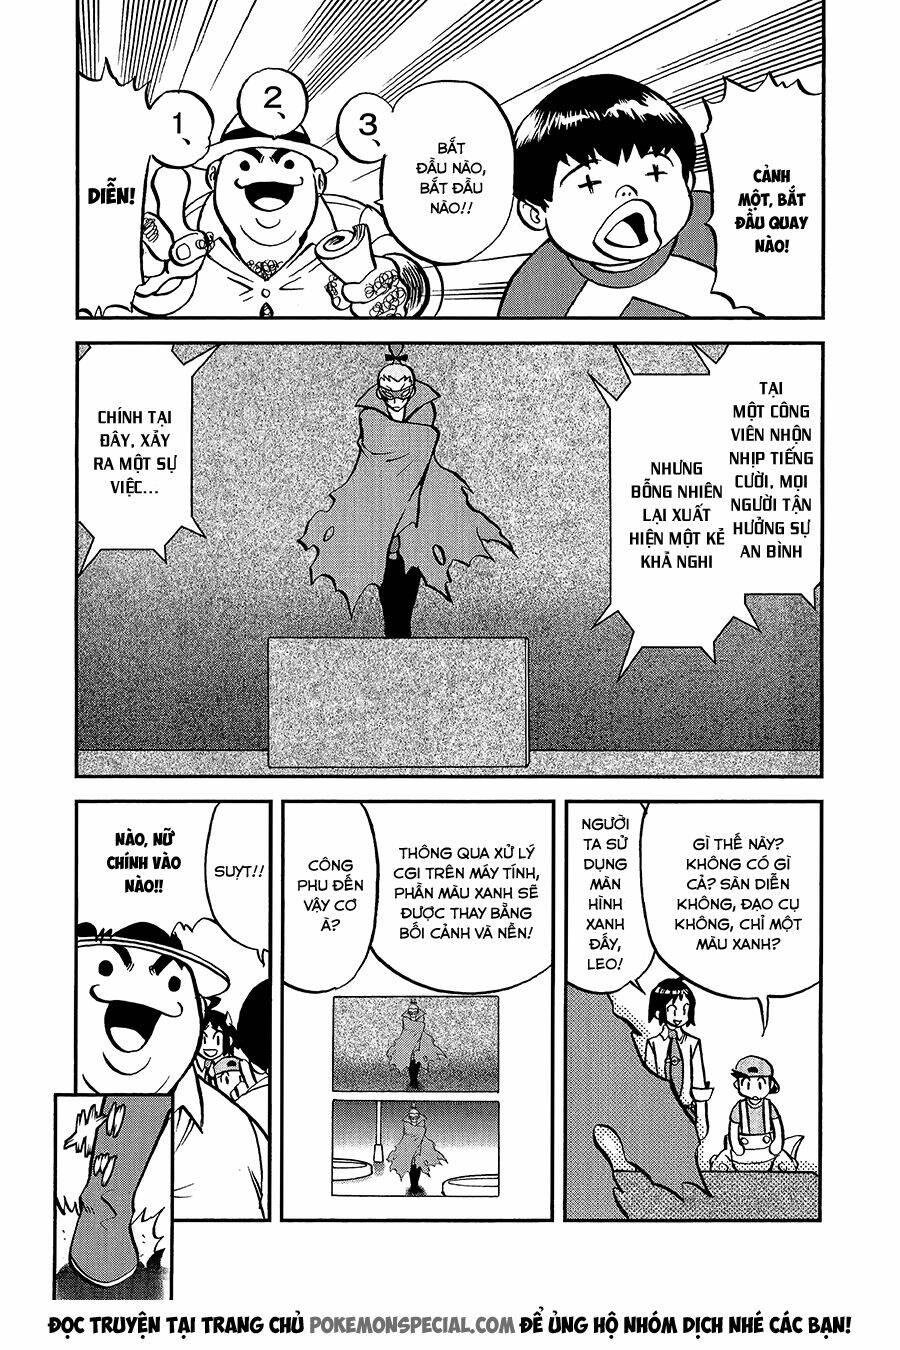 CẢNH
MỘT, BẮT
ĐẦU QUAY
NÀO!
BẮT
ĐẦU NÀO,
BẮT ĐẦU
NÀO!!
3、
2、
1、
DIỄN!
TẠI
MỘT CÔNG
VIÊN NHỘN
NHỊP TIẾNG
CƯỜI, MỌI
NGƯỜI TẬN
HƯỞNG SỰ
AN BÌNH
NHƯNG
BỖNG NHIÊN
LẠI XUẤT
HIỆN MỘT KẺ
KHẢ NGHI
CHÍNH TẠI
ĐÂY, XẢY
RA MỘT SỰ
VIỆC...
GÌ THẾ NÀY?
KHÔNG CÓ GÌ
CẢ? SÀN DIỄN
KHÔNG, ĐẠO CỤ
KHÔNG, CHỈ MỘT
MÀU XANH?
NGƯỜI
TA SỬ
DỤNG
MÀN
HÌNH
XANH
ĐẤY,
LEO!
THÔNG QUA XỬ LÝ
CGI TRÊN MÁY TÍNH,
PHẦN MÀU XANH SẼ
ĐƯỢC THAY BẰNG
BỐI CẢNH VÀ NỀN!
CÔNG
PHU ĐẾN
VẬY CƠ
À?
SUYT!!
NÀO, NỮ
CHÍNH VÀO
NÀO!!
ĐỌC TRUYỆN TẠI TRANG CHỦ POKEMONSPECIAL.COM ĐỂ ỦNG HỘ NHÓM DỊCH NHÉ CÁC BẠN!